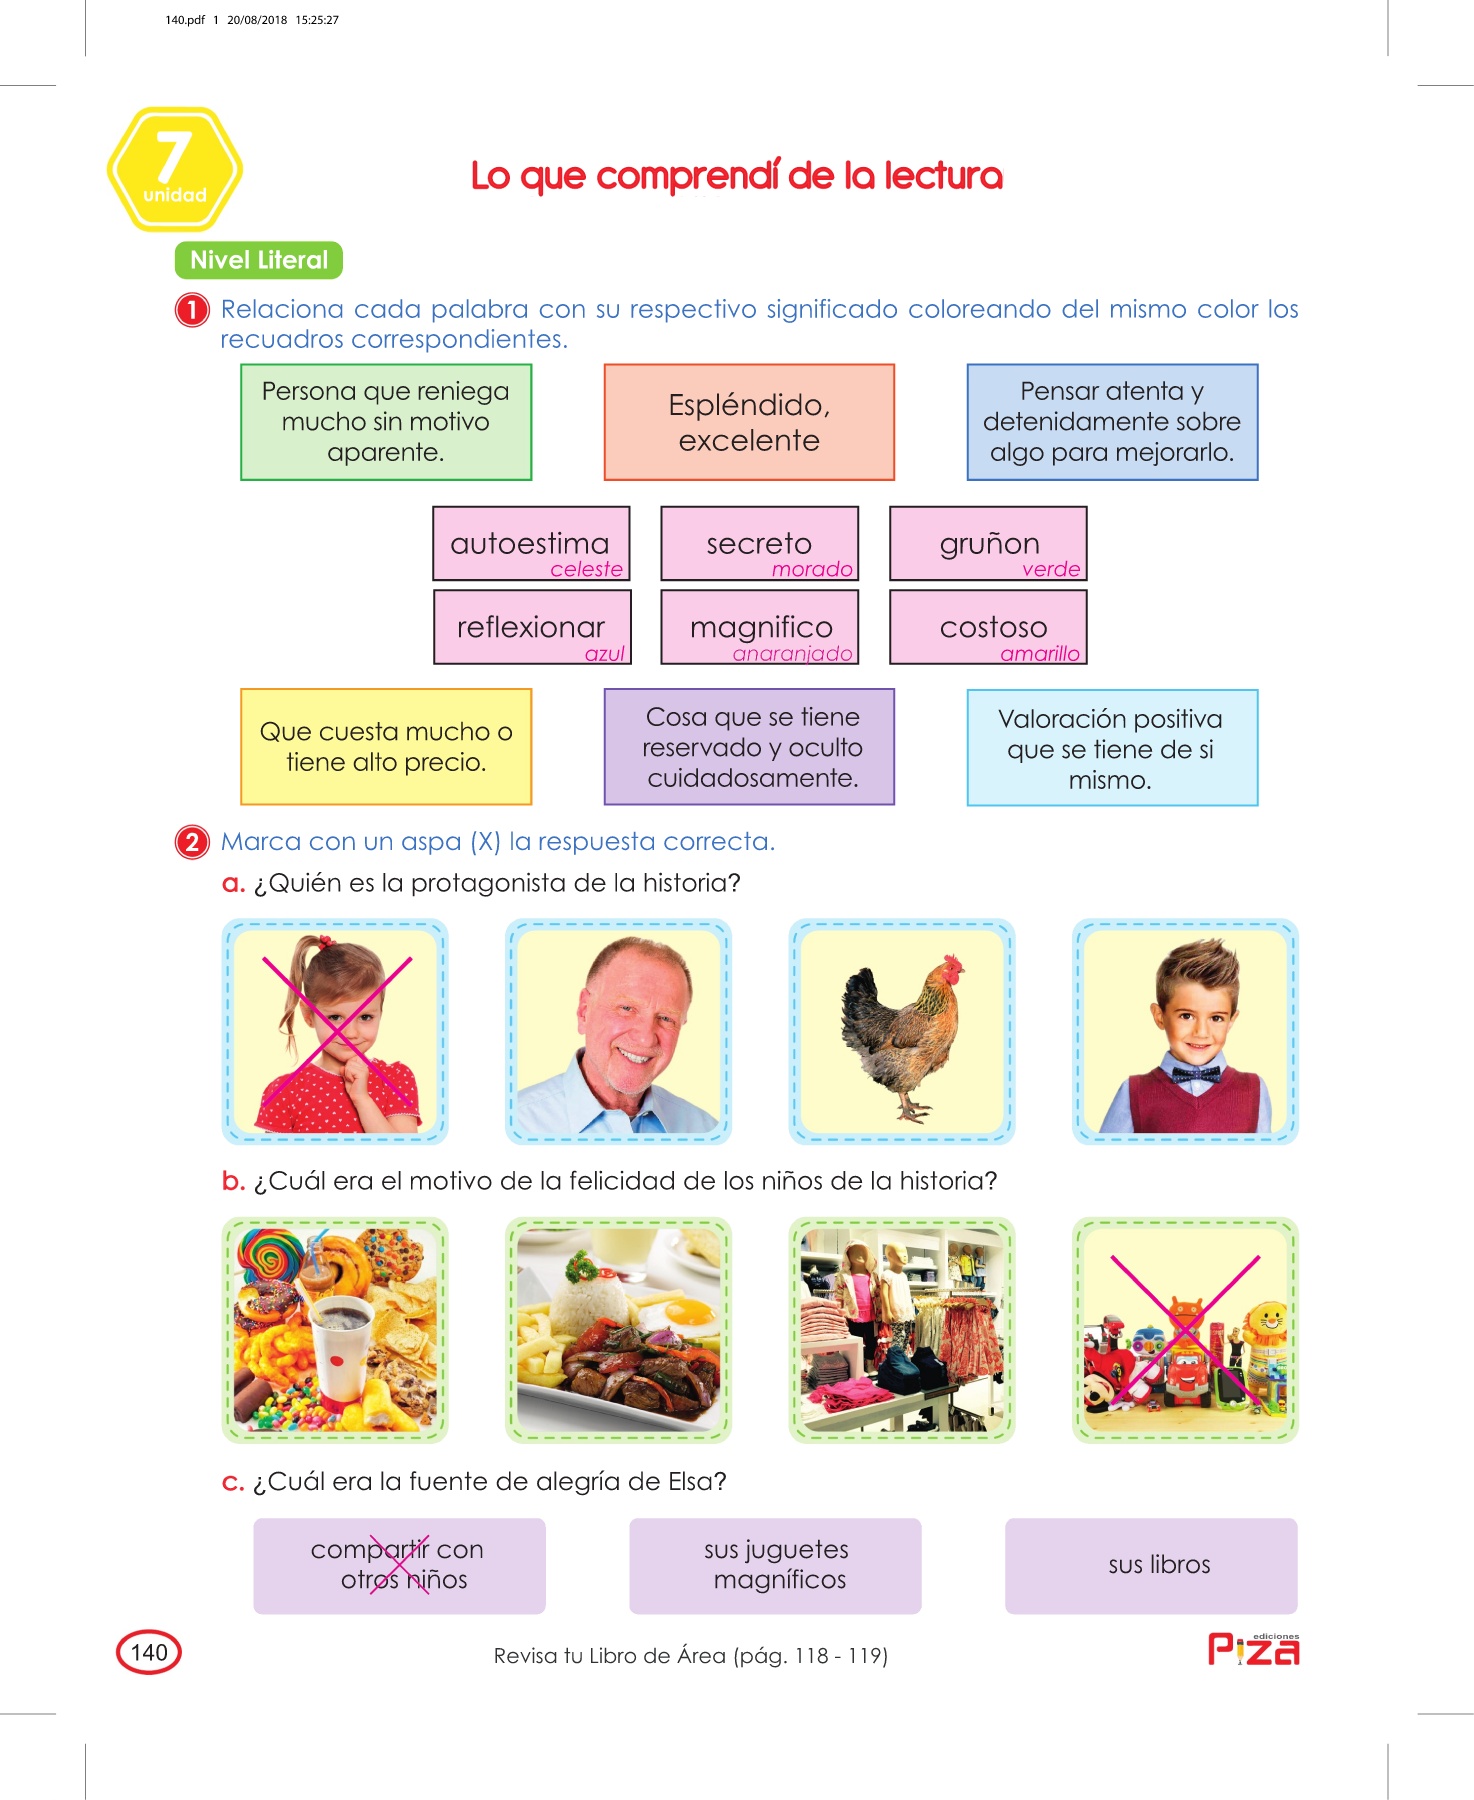 140.pdf 1 20/08/2018 15:25:27
7
unidad
Lo que comprendí de la lectura
Nivel Literal
1 Relaciona cada palabra con su respectivo significado coloreando del mismo color los
recuadros correspondientes.
Persona que reniega
mucho sin motivo
aparente.
Espléndido,
excelente
Pensar atenta y
detenidamente sobre
algo para mejorarlo.
autoestima
celeste
secreto
morado
gruñon
verde
reflexionar
azul
magnifico
anaranjado
costoso
amarillo
Que cuesta mucho o
tiene alto precio.
Cosa que se tiene
reservado y oculto
cuidadosamente.
Valoración positiva
que se tiene de si
mismo.
2 Marca con un aspa (X) la respuesta correcta.
a. ¿Quién es la protagonista de la historia?
b. ¿Cuál era el motivo de la felicidad de los niños de la historia?
c. ¿Cuál era la fuente de alegría de Elsa?
compartir con
otros niños
sus juguetes
magníficos
sus libros
140
Revisa tu Libro de Área (pág. 118 - 119)
ediciones
Piza